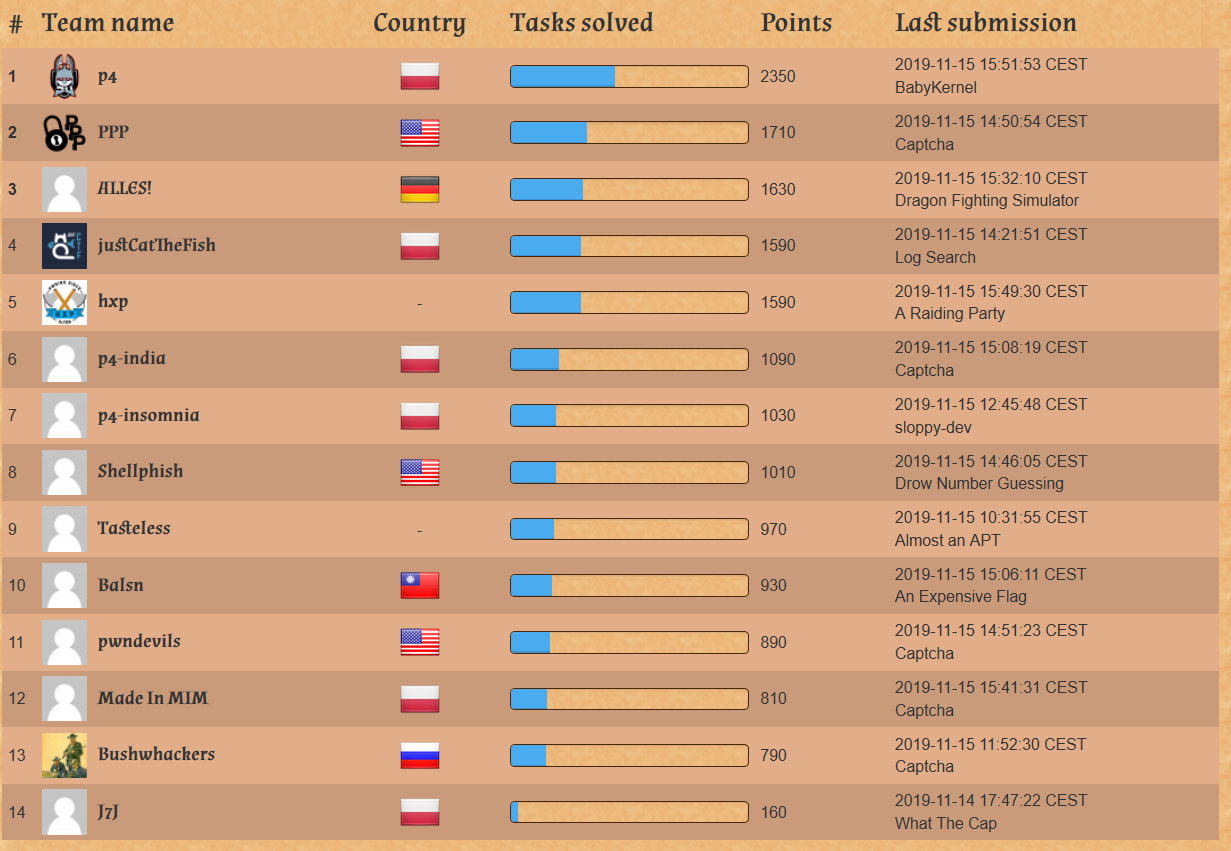 # Team name Country Tasks solved Points Last submission
1 p4 2350 2019-11-15 15:51:53 CEST
BabyKernel
2 PPP 1710 2019-11-15 14:50:54 CEST
Captcha
3 ALLES! 1630 2019-11-15 15:32:10 CEST
Dragon Fighting Simulator
4 justCatTheFish 1590 2019-11-15 14:21:51 CEST
Log Search
5 hxp - 1590 2019-11-15 15:49:30 CEST
A Raiding Party
6 p4-india 1090 2019-11-15 15:08:19 CEST
Captcha
7 p4-insomnia 1030 2019-11-15 12:45:48 CEST
sloppy-dev
8 Shellphish 1010 2019-11-15 14:46:05 CEST
Drow Number Guessing
9 Tasteless - 970 2019-11-15 10:31:55 CEST
Almost an APT
10 Balsn 930 2019-11-15 15:06:11 CEST
An Expensive Flag
11 pwndevils 890 2019-11-15 14:51:23 CEST
Captcha
12 Made In MIM 810 2019-11-15 15:41:31 CEST
Captcha
13 Bushwhackers 790 2019-11-15 11:52:30 CEST
Captcha
14 J7J 160 2019-11-14 17:47:22 CEST
What The Cap